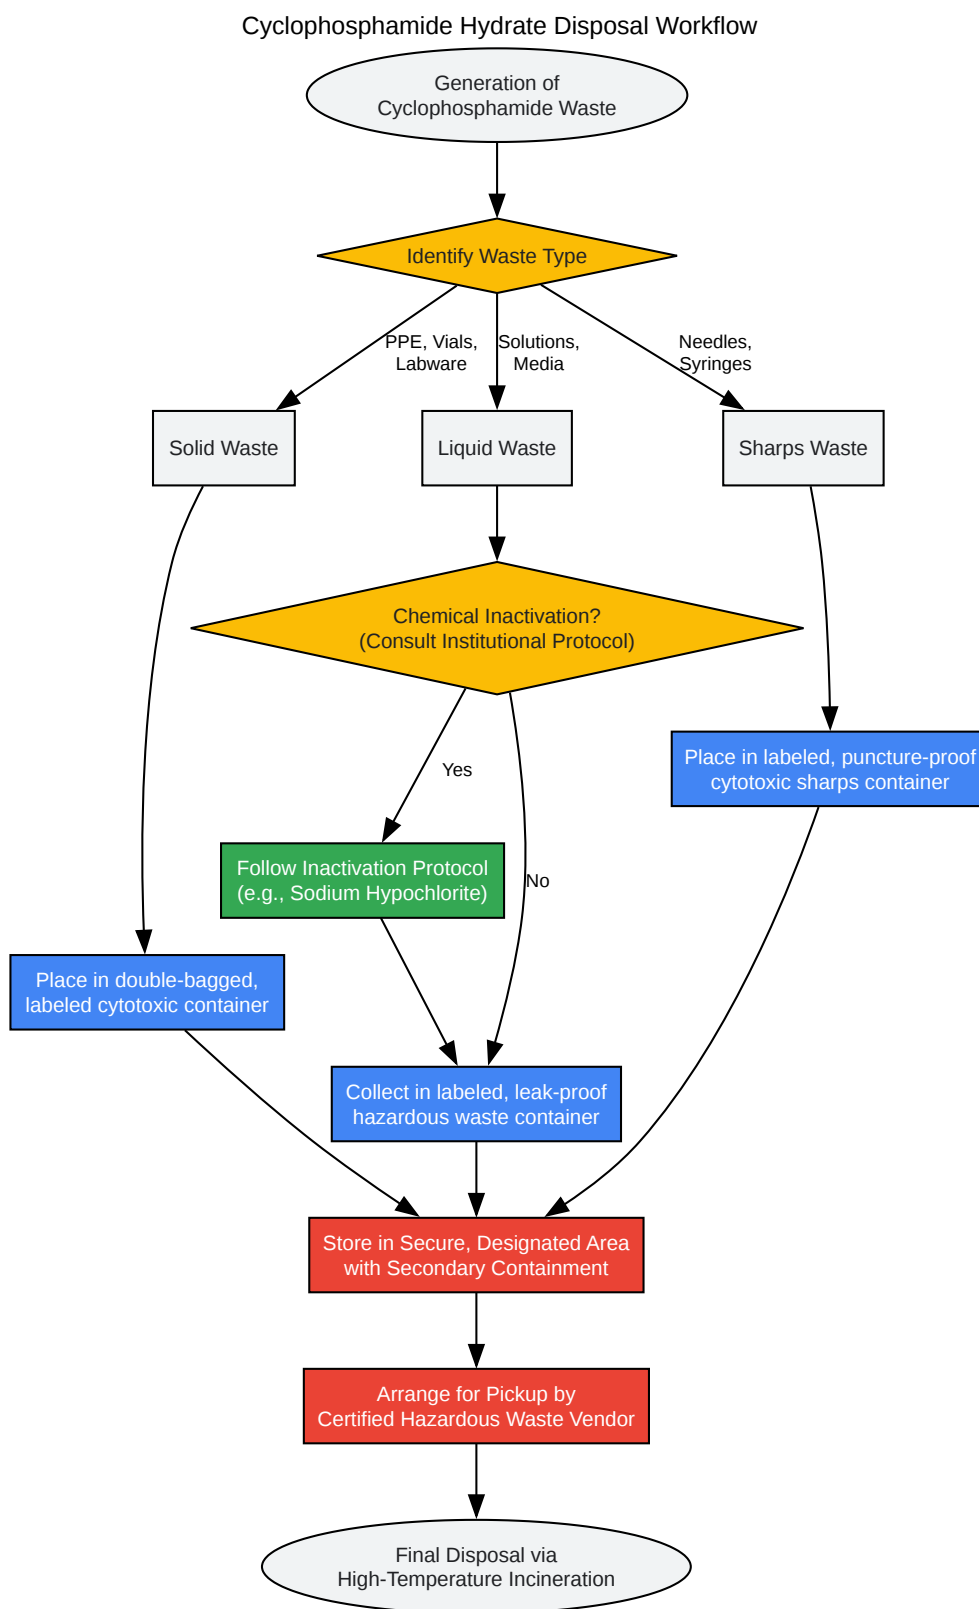 Cyclophosphamide Hydrate Disposal Workflow
Generation of
Cyclophosphamide Waste
Identify Waste Type
PPE, Vials,
Labware
Solutions,
Media
Needles,
Syringes
Solid Waste
Liquid Waste
Sharps Waste
Chemical Inactivation?
(Consult Institutional Protocol)
Yes
Place in labeled, puncture-proof
cytotoxic sharps container
Follow Inactivation Protocol
(e.g., Sodium Hypochlorite)
No
Place in double-bagged,
labeled cytotoxic container
Collect in labeled, leak-proof
hazardous waste container
Store in Secure, Designated Area
with Secondary Containment
Arrange for Pickup by
Certified Hazardous Waste Vendor
Final Disposal via
High-Temperature Incineration